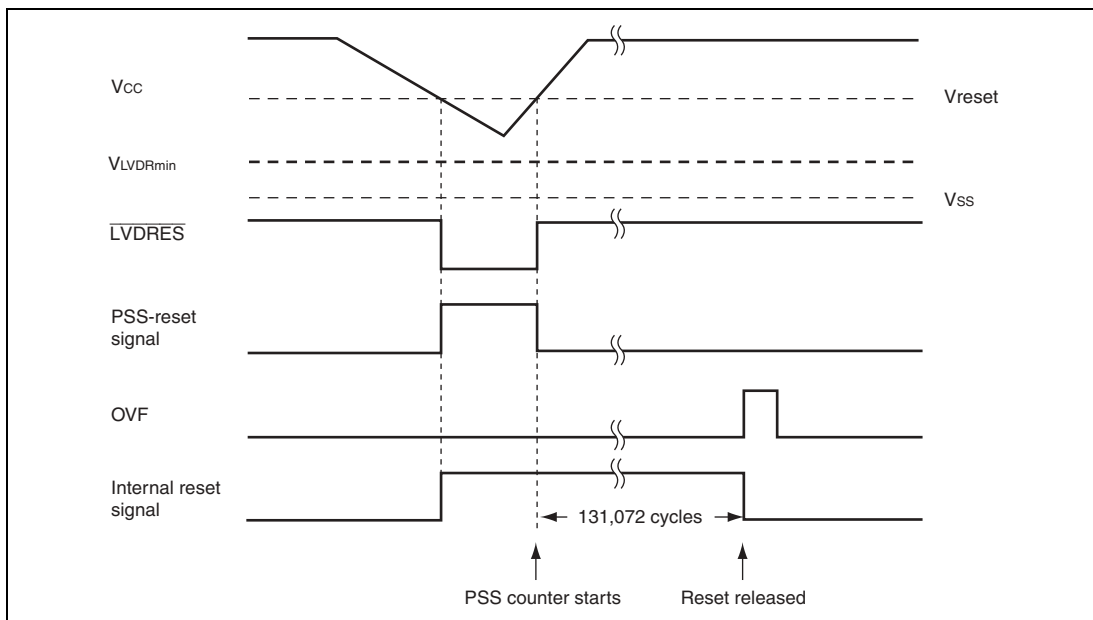 Vcc
Vreset
VLVDRmin
Vss
LVDRES
PSS-reset
signal
OVF
Internal reset
signal
131,072 cycles
PSS counter starts
Reset released